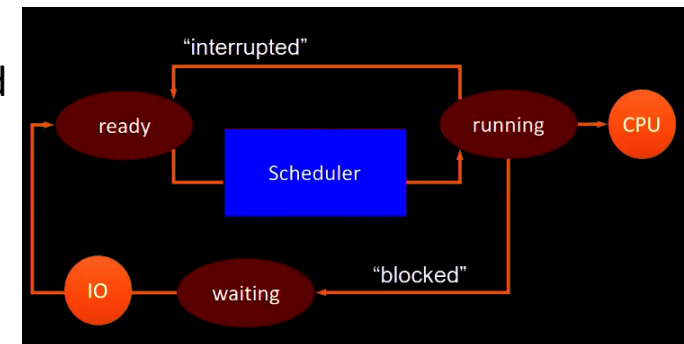 “interrupted”
d
ready
running
CPU
Scheduler
“blocked”
IO
waiting